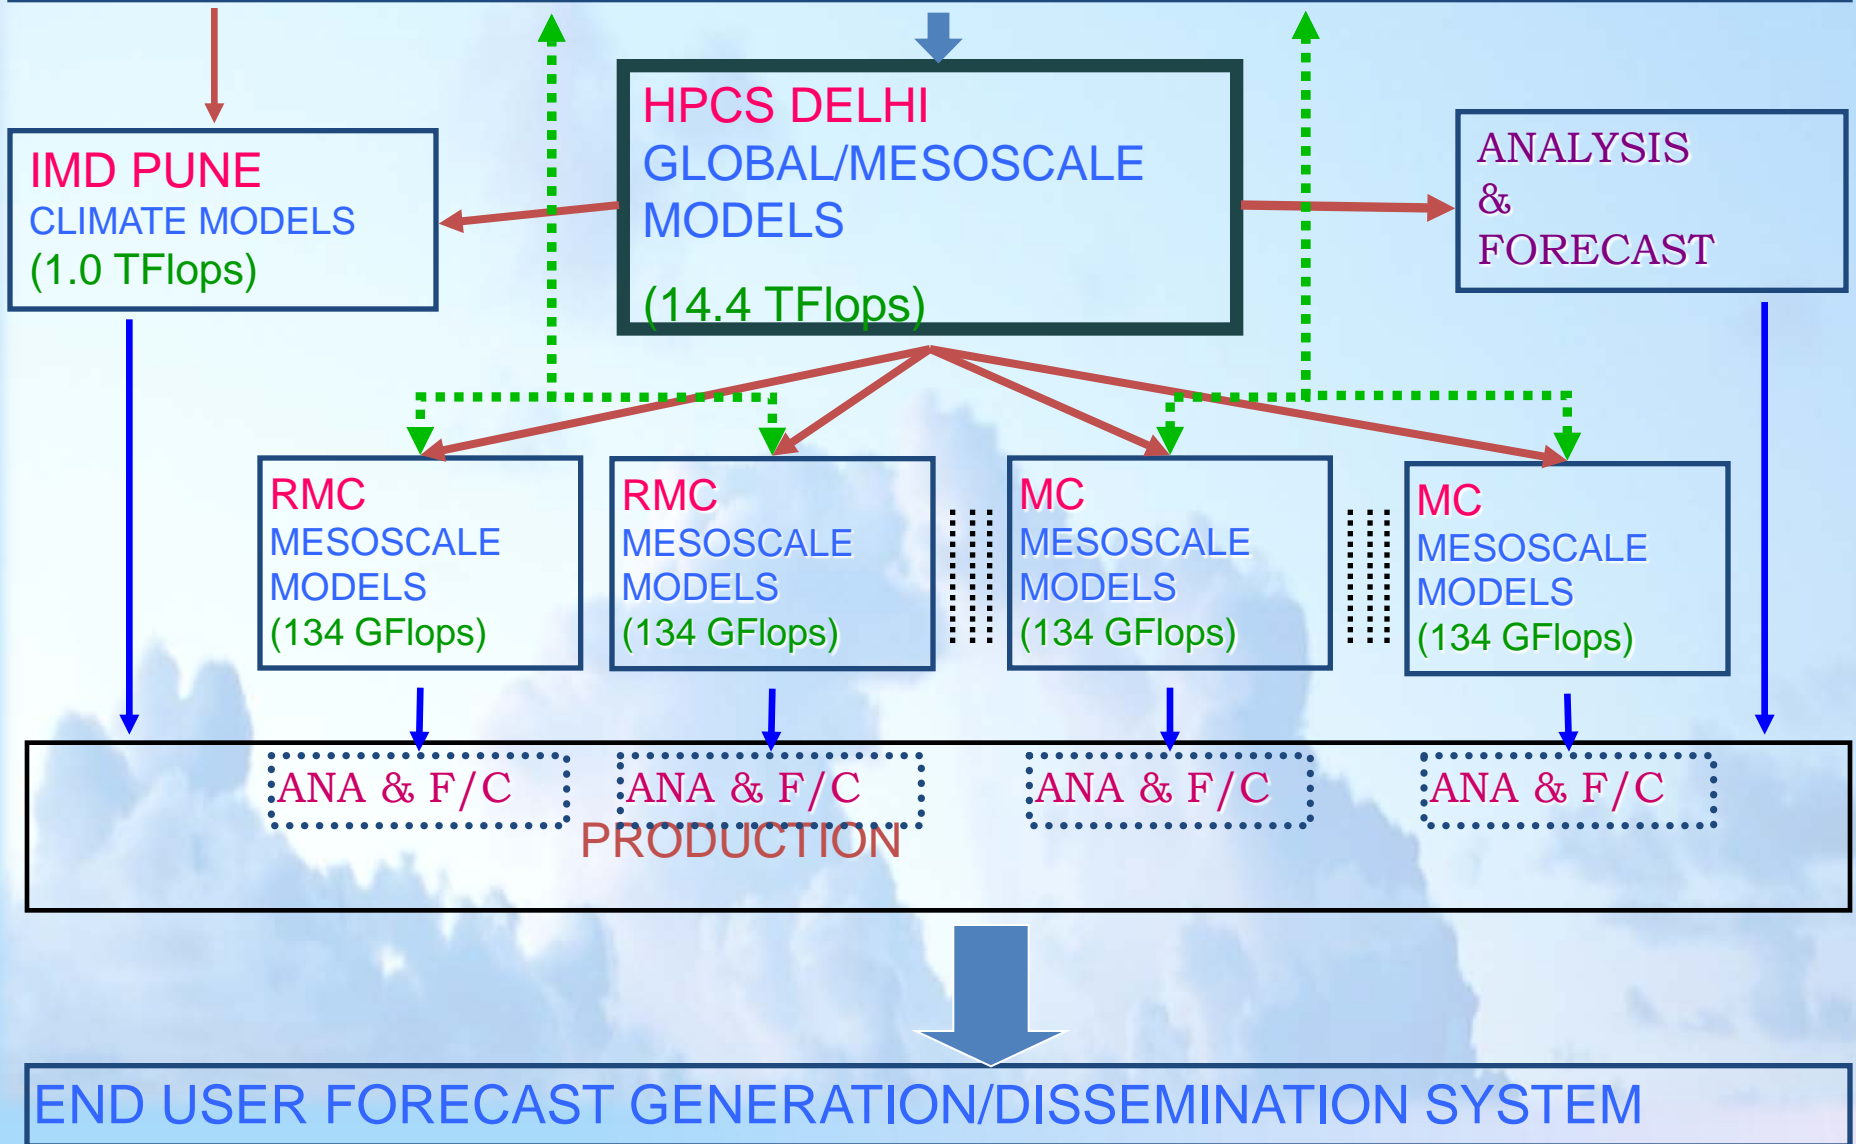 HPCS DELHI
GLOBAL/MESOSCALE
MODELS
(14.4 TFlops)
IMD PUNE
CLIMATE MODELS
(1.0 TFlops)
ANALYSIS
&
FORECAST
RMC
MESOSCALE
MODELS
(134 GFlops)
RMC
MESOSCALE
MODELS
(134 GFlops)
MC
MESOSCALE
MODELS
(134 GFlops)
MC
MESOSCALE
MODELS
(134 GFlops)
ANA & F/C
ANA & F/C
ANA & F/C
ANA & F/C
PRODUCTION
END USER FORECAST GENERATION/DISSEMINATION SYSTEM